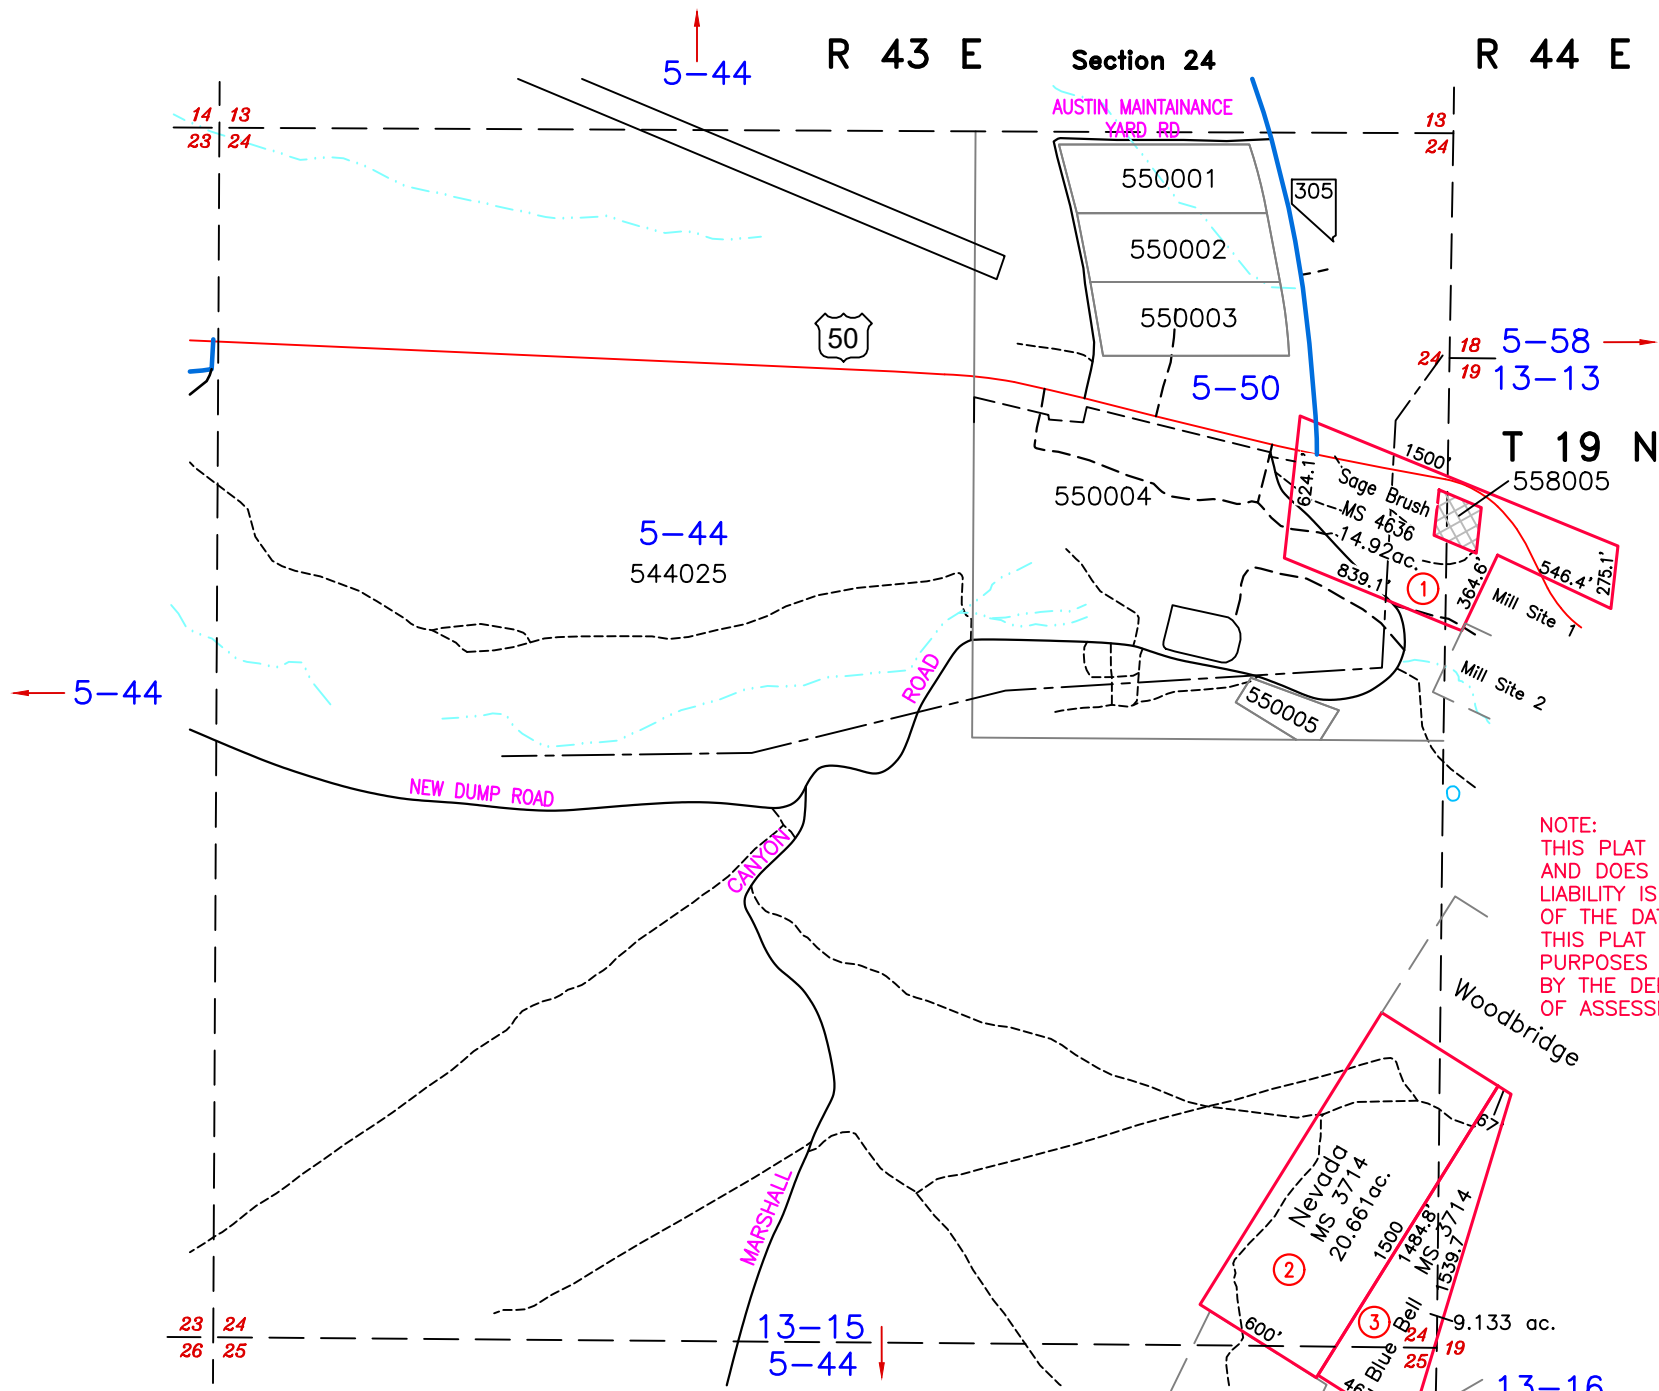 R 43 E
Section 24
R 44 E
5-44
AUSTIN MAINTAINANCE
YARD RD
14 13
23 24
13
24
550001
305
550002
550003
50
5-58
24 18
19
13-13
5-50
T 19 N
1500'
558005
624.1'
Sage Brush
MS 4636
14.92ac.
550004
5-44
544025
839.1'
1
364.6'
546.4'
275.1'
Mill Site 1
Mill Site 2
5-44
ROAD
550005
NEW DUMP ROAD
CANYON
NOTE:
THIS PLAT
AND DOES
LIABILITY IS
OF THE DA
THIS PLAT
PURPOSES
BY THE DE
OF ASSESS
Woodbridge
67
Nevada
MS 3714
20.661ac.
1500
1484.8'
MS 3714
1539.7
MARSHALL
2
3
Blue Bell
9.133 ac.
600'
23 24
26 25
13-15
5-44
24
25 19
46
13-16